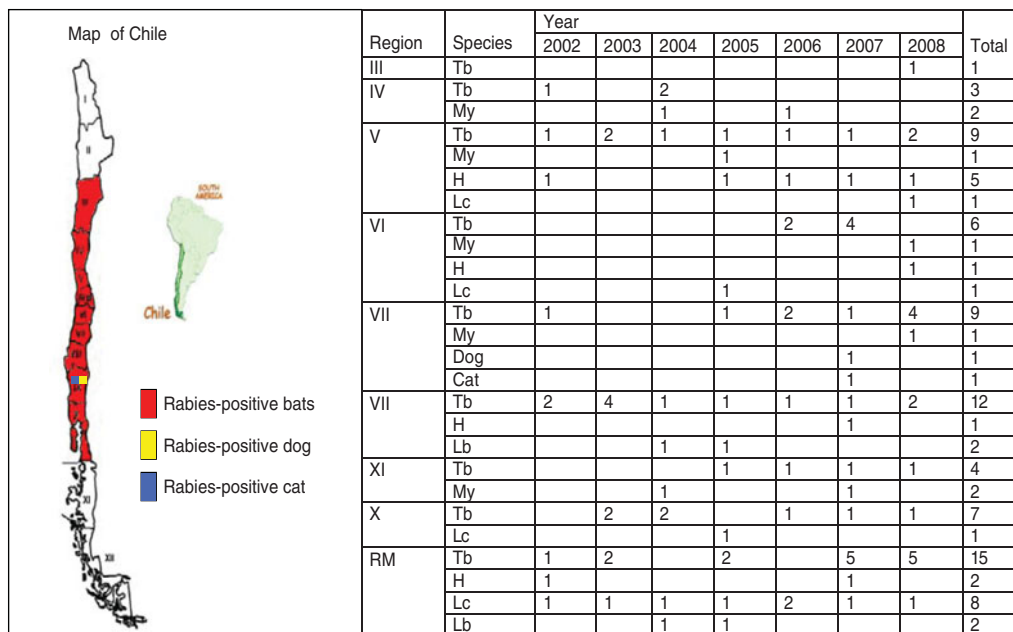 Map of Chile
I
II
SOUTH
AMERICA
Chile
Rabies-positive bats
Rabies-positive dog
Rabies-positive cat
XI
XII
Year
Region Species 2002 2003 2004 2005 2006 2007 2008 Total
III Tb 1 1
IV Tb 1 2 3
My 1 1 2
V Tb 1 2 1 1 1 1 2 9
My 1 1
H 1 1 1 1 1 5
Lc 1 1
VI Tb 2 4 6
My 1 1
H 1 1
Lc 1 1
VII Tb 1 1 2 1 4 9
My 1 1
Dog 1 1
Cat 1 1
VII Tb 2 4 1 1 1 1 2 12
H 1 1
Lb 1 1 2
XI Tb 1 1 1 1 4
My 1 1 2
X Tb 2 2 1 1 1 7
Lc 1 1
RM Tb 1 2 2 5 5 15
H 1 1 2
Lc 1 1 1 1 2 1 1 8
Lb 1 1 2